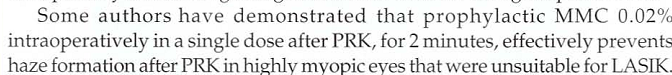 Some authors have demonstrated that prophylactic MMC 0.02%
intraoperatively in a single dose after PRK, for 2 minutes, effectively prevents
haze formation after PRK in highly myopic eyes that were unsuitable for LASIK.